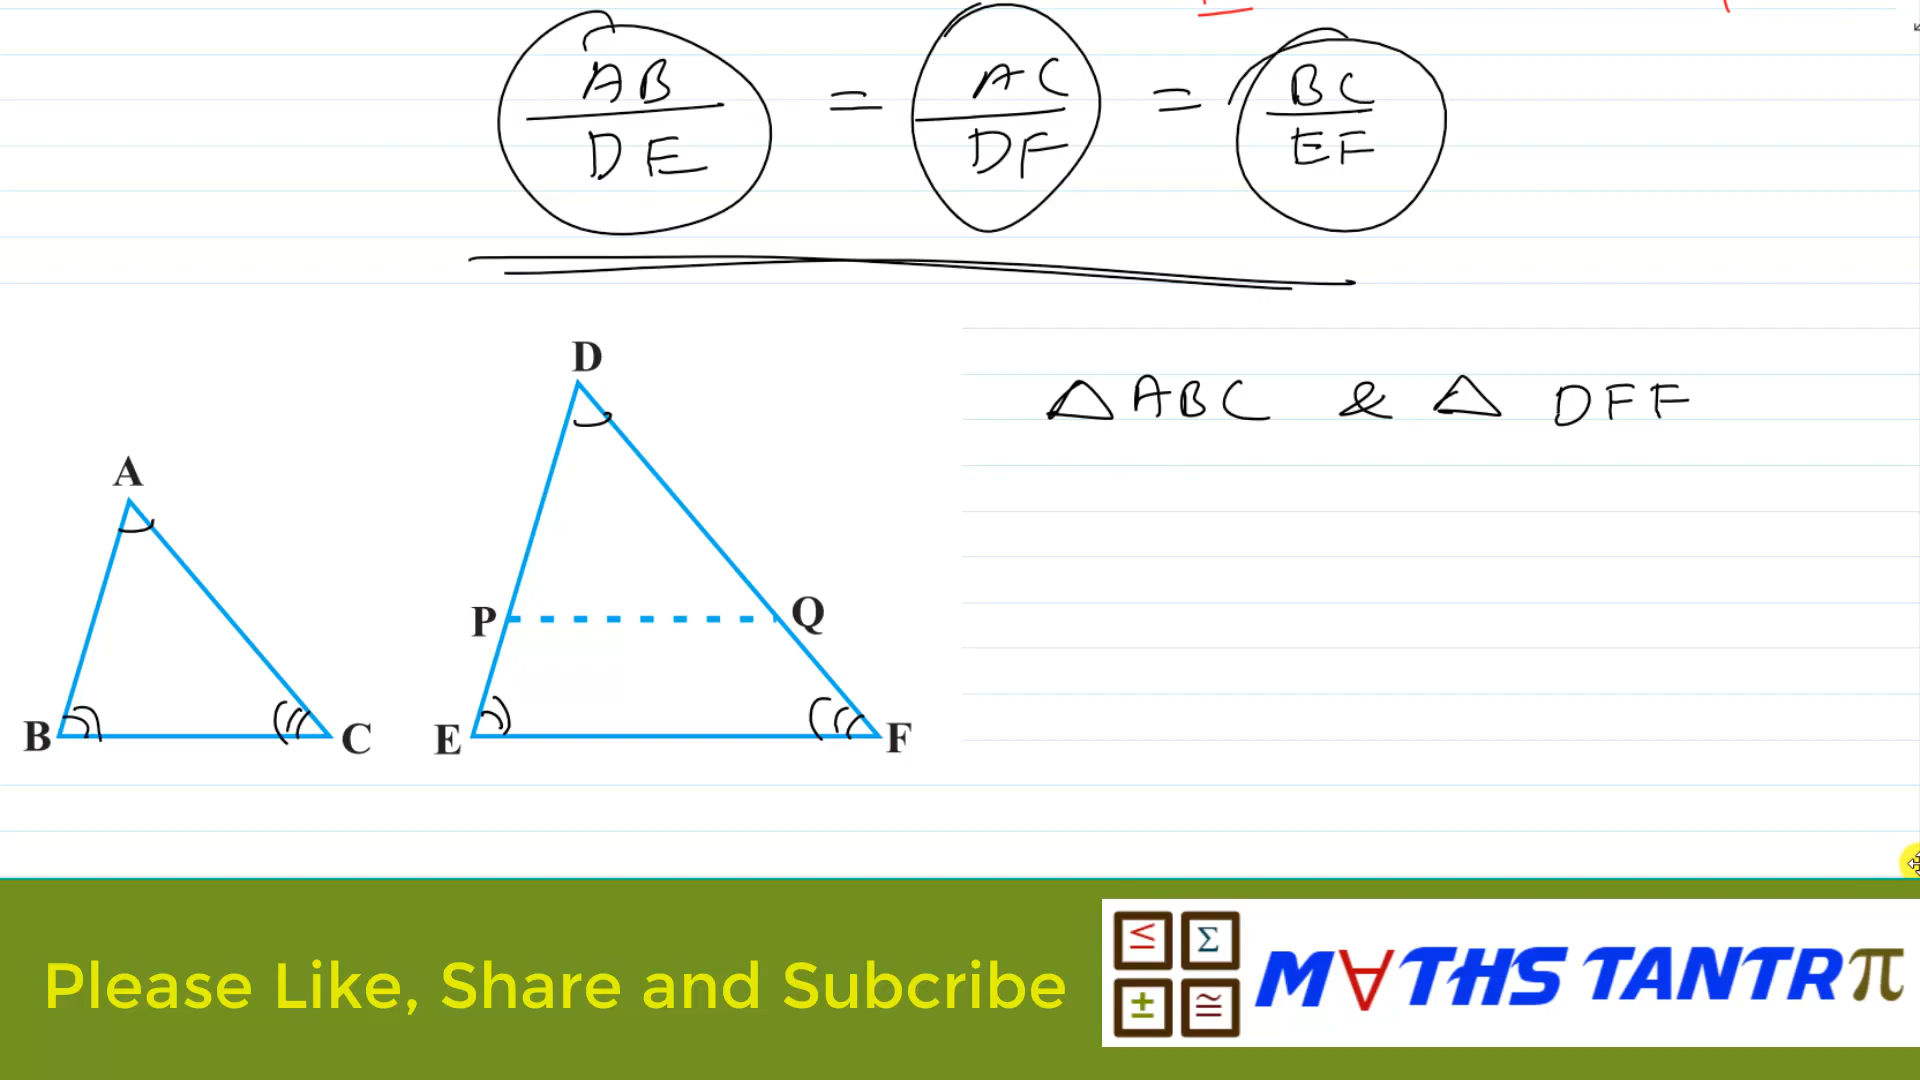 AB = AC = BC
DE DF EF
D
△ ABC & △ DFF
A
P Q
B C E F
≤ Σ
Please Like, Share and Subcribe
M∀THS TANTRπ
± ≅